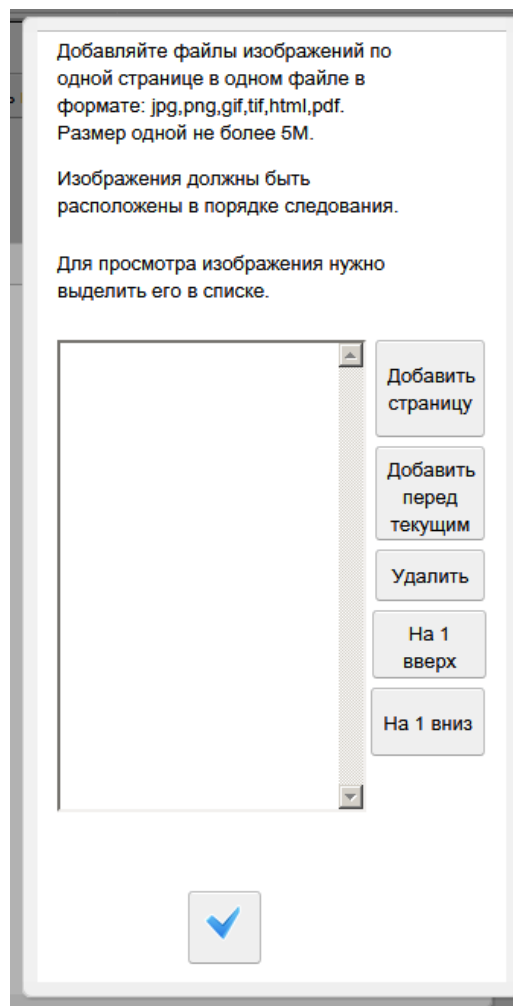 Добавляйте файлы изображений по
одной странице в одном файле в
формате: jpg,png,gif,tif,html,pdf.
Размер одной не более 5М.
Изображения должны быть
расположены в порядке следования.
Для просмотра изображения нужно
выделить его в списке.
Добавить
страницу
Добавить
перед
текущим
Удалить
На 1
вверх
На 1 вниз